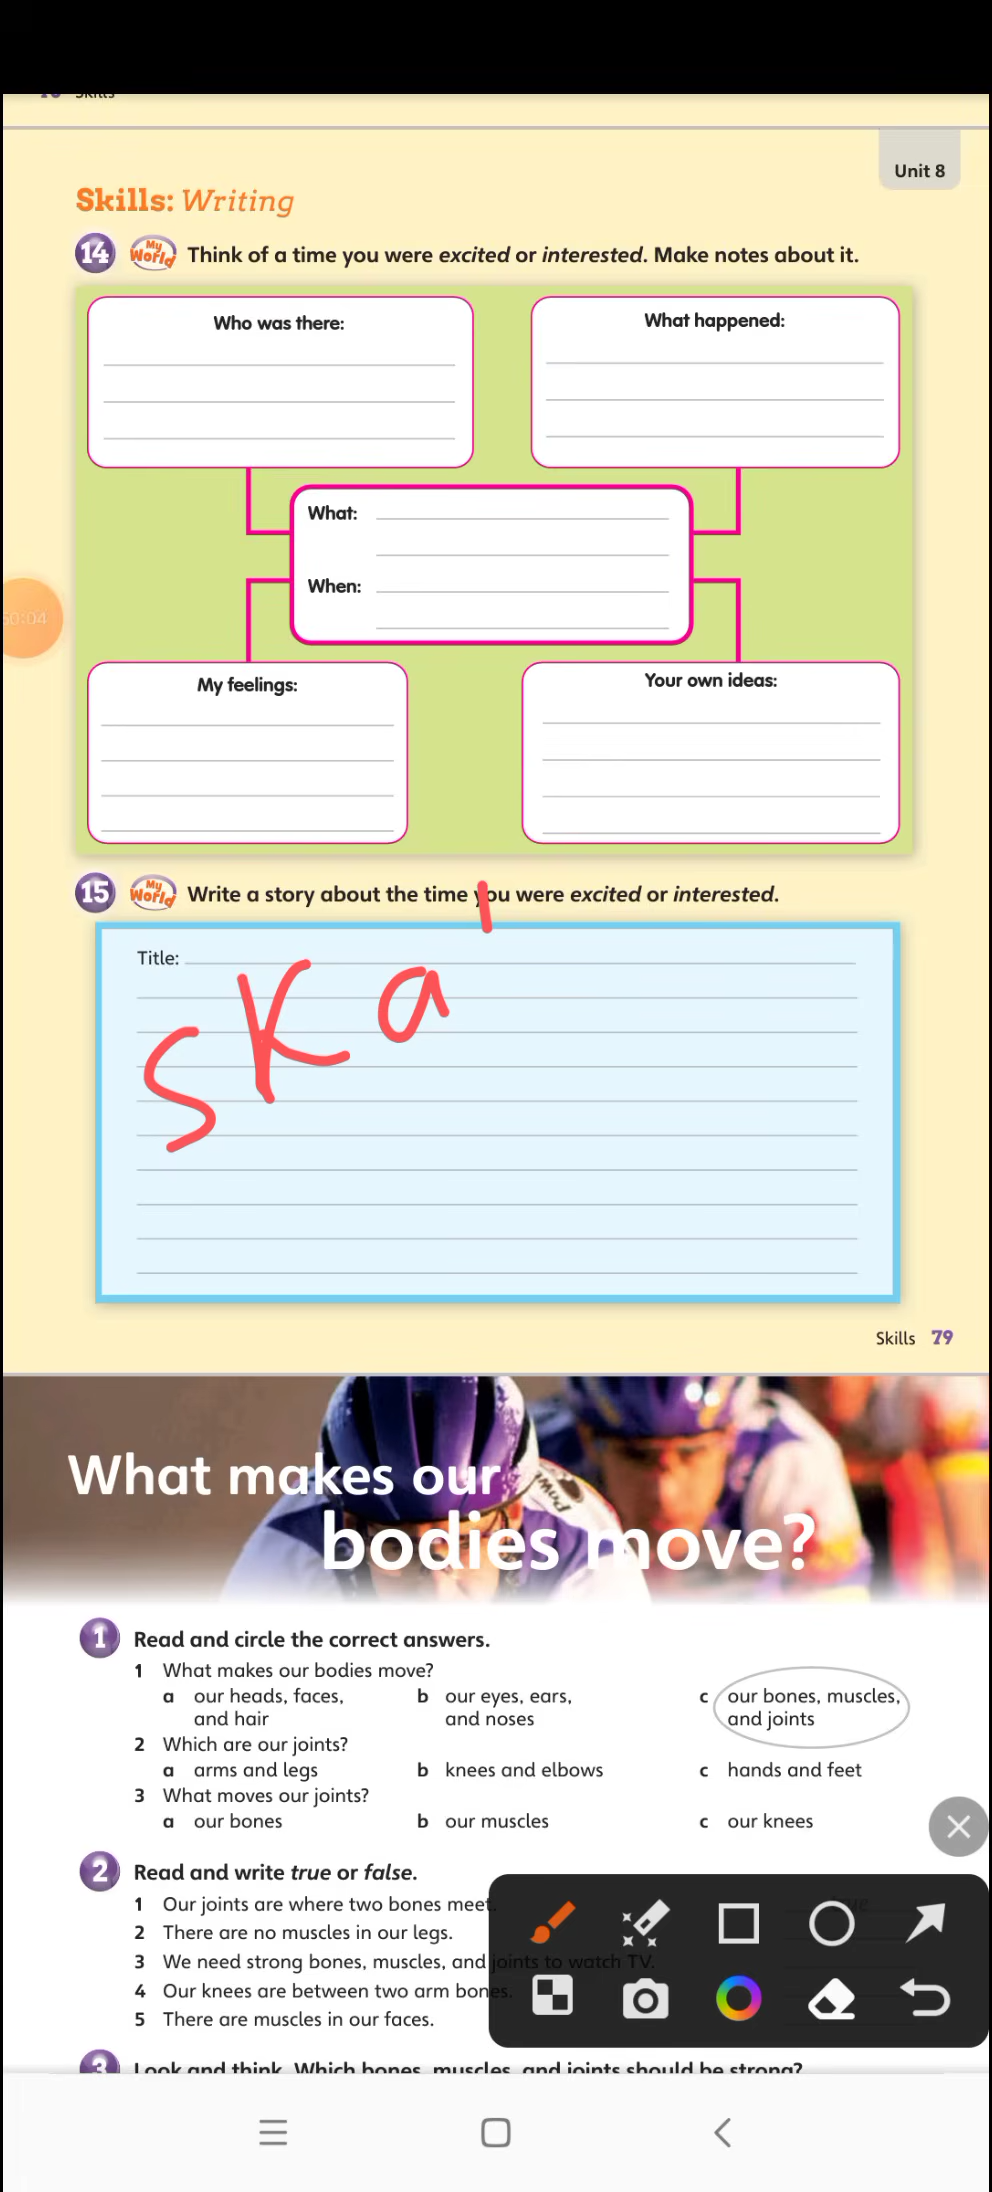 Skills
Unit 8
Skills: Writing
14 My World Think of a time you were excited or interested. Make notes about it.
Who was there:
What happened:
What:
When:
My feelings:
Your own ideas:
15 My World Write a story about the time you were excited or interested.
Title:
s K a
Skills 79
What makes our
bodies move?
1 Read and circle the correct answers.
1 What makes our bodies move?
a our heads, faces, and hair b our eyes, ears, and noses c our bones, muscles, and joints
2 Which are our joints?
a arms and legs b knees and elbows c hands and feet
3 What moves our joints?
a our bones b our muscles c our knees
2 Read and write true or false.
1 Our joints are where two bones meet.
2 There are no muscles in our legs.
3 We need strong bones, muscles, and joints to watch TV.
4 Our knees are between two arm bones.
5 There are muscles in our faces.
3 Look and think. Which bones, muscles, and joints should be strong?